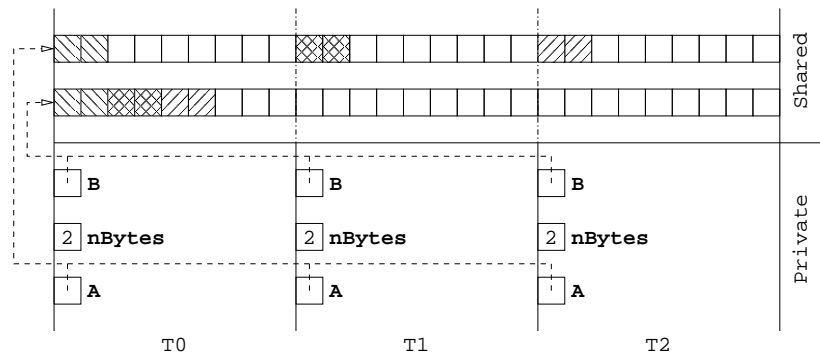 Shared
B B B
2 nBytes 2 nBytes 2 nBytes
Private
A A A
T0 T1 T2